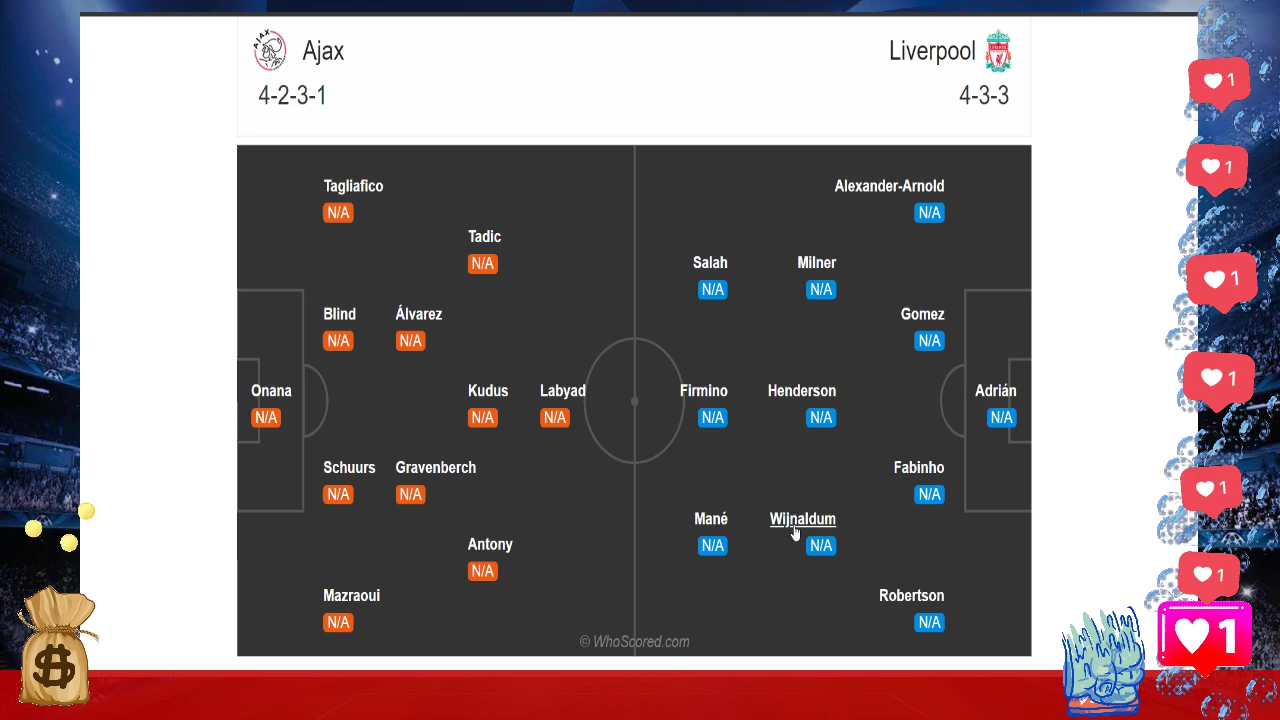 AJAX
Ajax
Liverpool
4-2-3-1
4-3-3
Tagliafico
N/A
Tadic
N/A
Blind
N/A
Álvarez
N/A
Onana
N/A
Kudus
N/A
Labyad
N/A
Schuurs
N/A
Gravenberch
N/A
Antony
N/A
Mazraoui
N/A
Alexander-Arnold
N/A
Salah
N/A
Milner
N/A
Gomez
N/A
Firmino
N/A
Henderson
N/A
Adrián
N/A
Fabinho
N/A
Mané
N/A
Wijnaldum
N/A
Robertson
N/A
© WhoScored.com
1
1
1
1
1
1
1
$